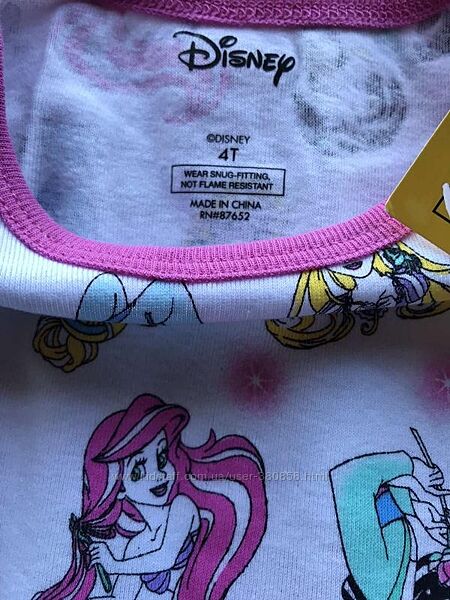 Disney
©DISNEY
4T
WEAR SNUG-FITTING,
NOT FLAME RESISTANT
MADE IN CHINA
RN#87652